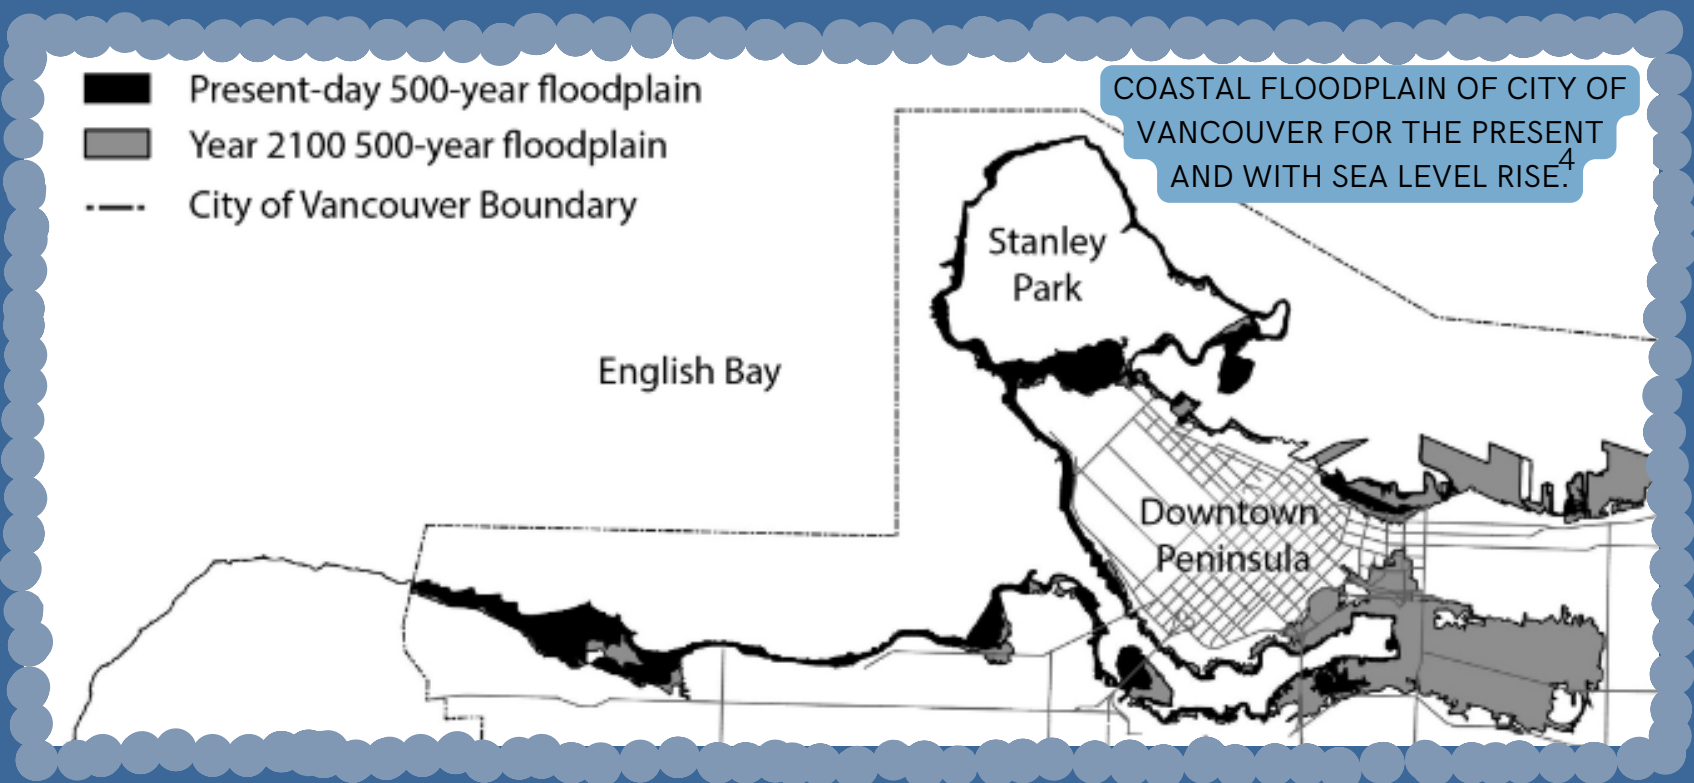 Present-day 500-year floodplain
Year 2100 500-year floodplain
City of Vancouver Boundary
COASTAL FLOODPLAIN OF CITY OF
VANCOUVER FOR THE PRESENT
AND WITH SEA LEVEL RISE.4
Stanley
Park
English Bay
Downtown
Peninsula